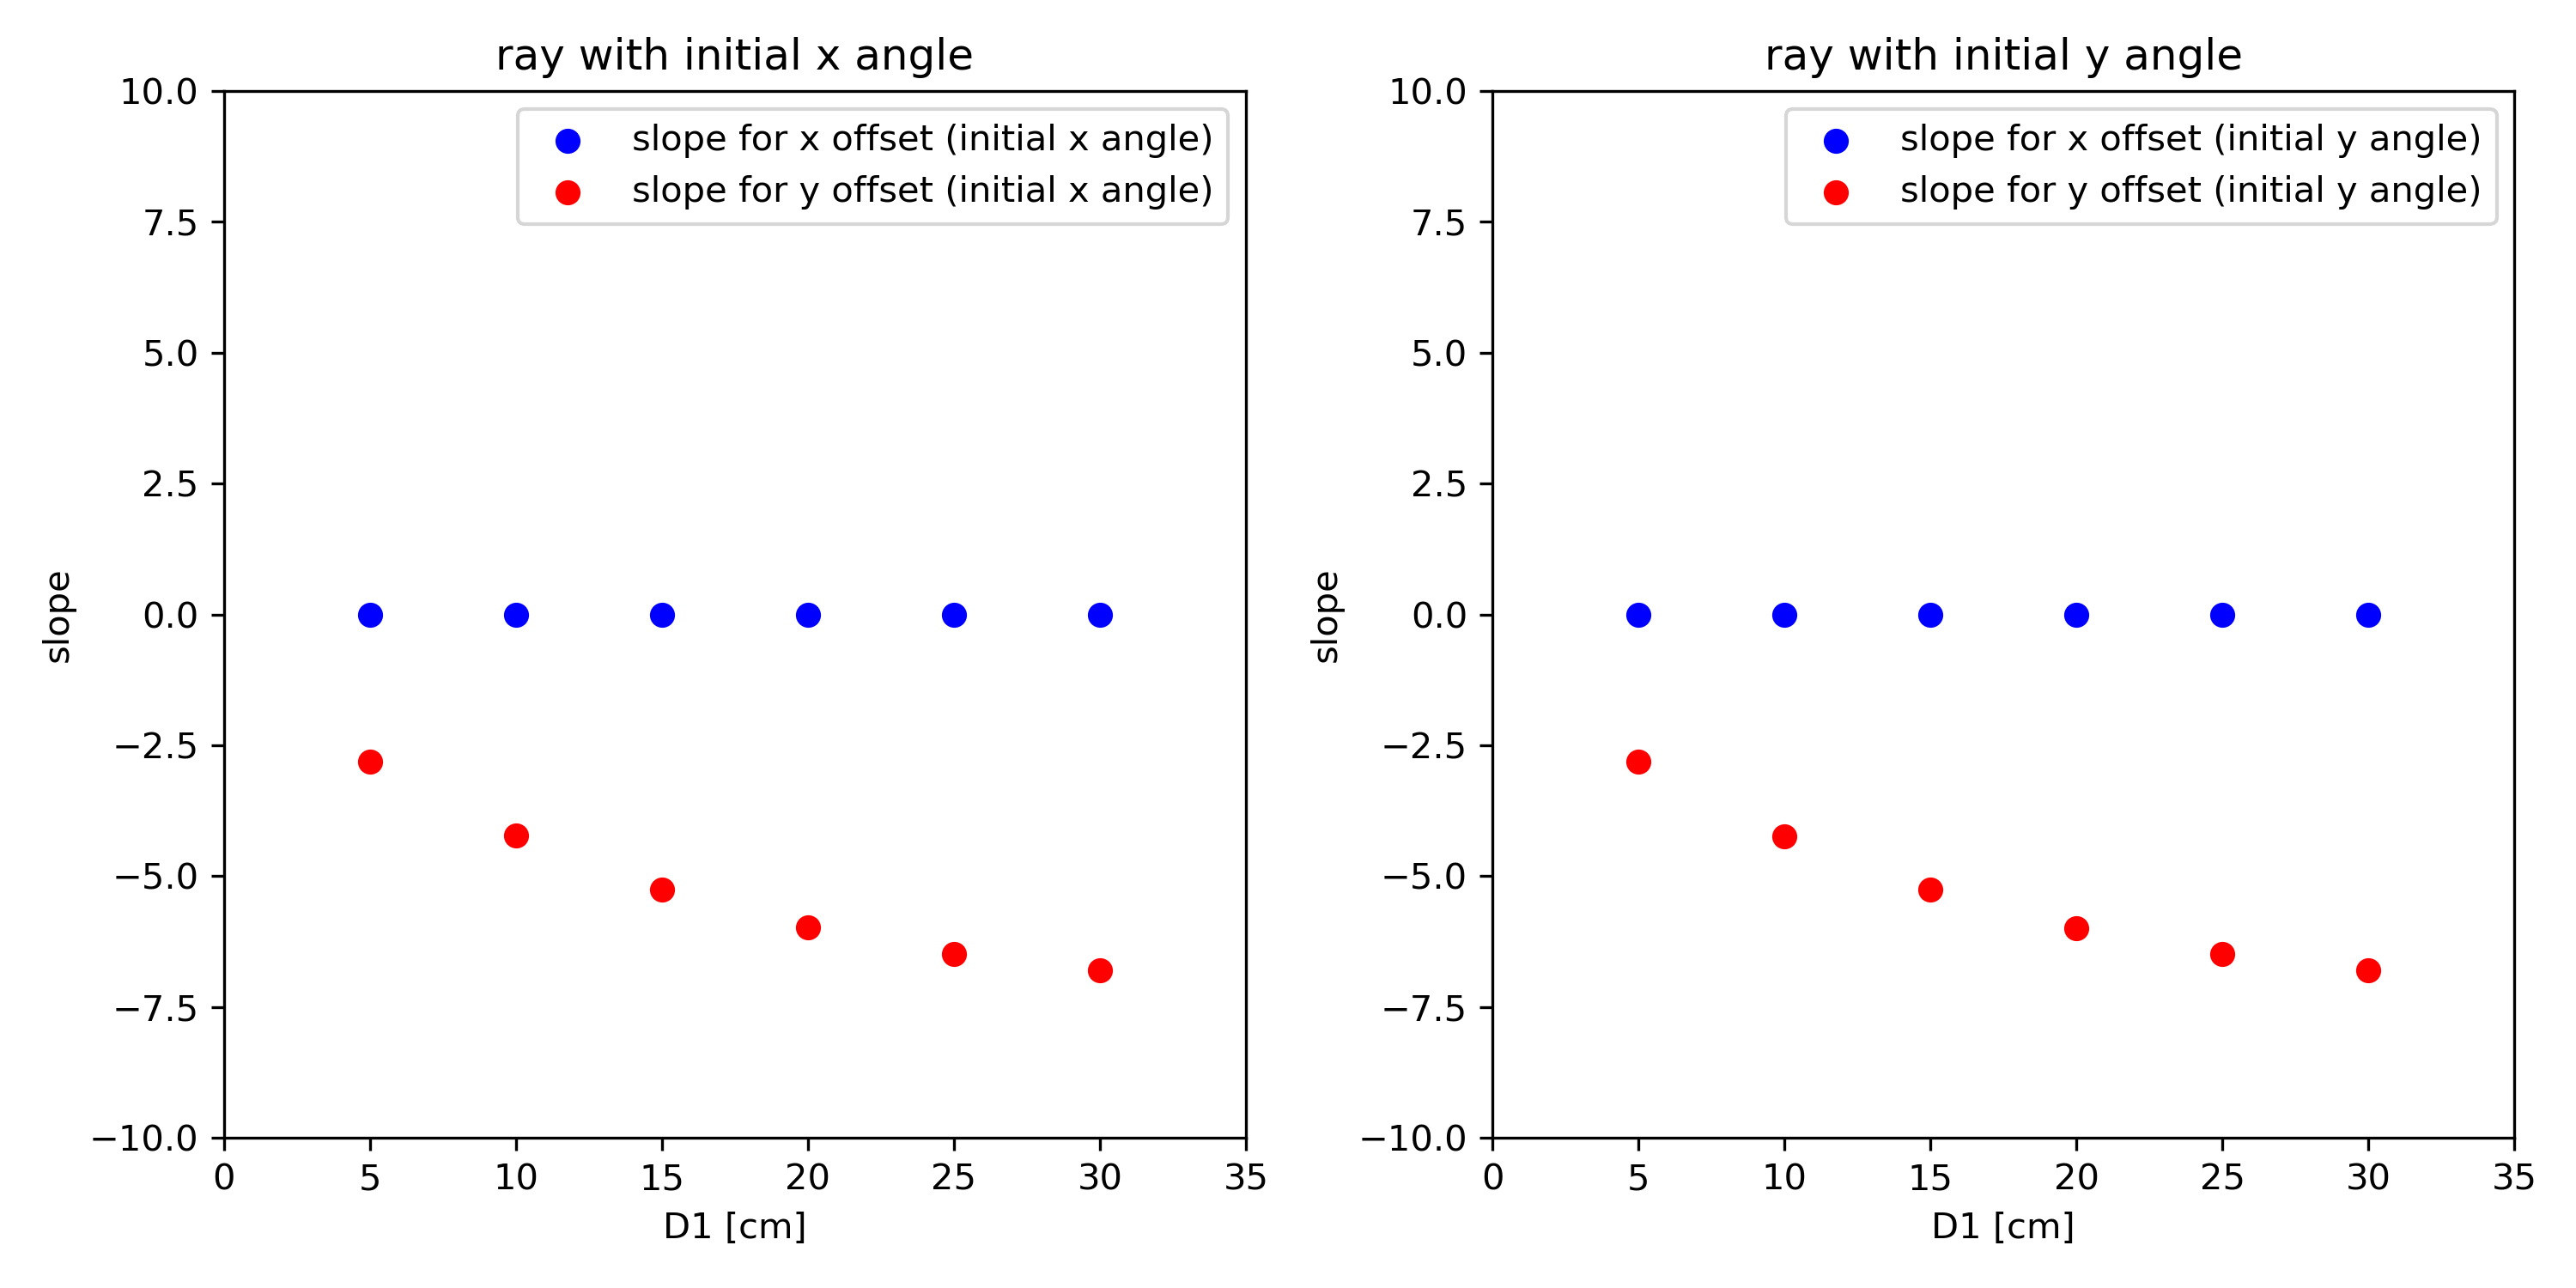 ray with initial x angle
slope for x offset (initial x angle)
slope for y offset (initial x angle)
10.0
7.5
5.0
2.5
0.0
−2.5
−5.0
−7.5
−10.0
slope
0 5 10 15 20 25 30 35
D1 [cm]
ray with initial y angle
slope for x offset (initial y angle)
slope for y offset (initial y angle)
10.0
7.5
5.0
2.5
0.0
−2.5
−5.0
−7.5
−10.0
slope
0 5 10 15 20 25 30 35
D1 [cm]